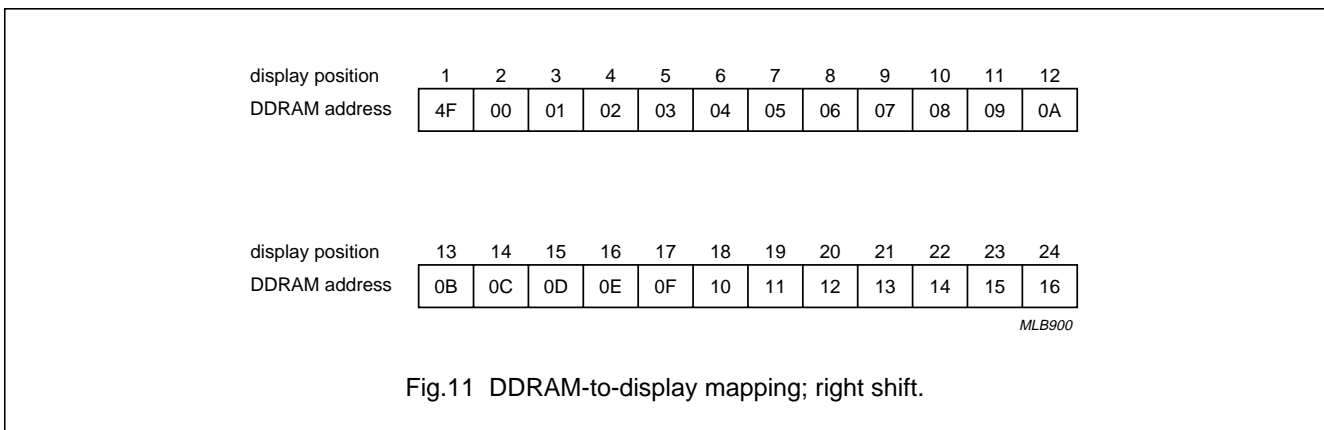 display position 1 2 3 4 5 6 7 8 9 10 11 12
DDRAM address 4F 00 01 02 03 04 05 06 07 08 09 0A
display position 13 14 15 16 17 18 19 20 21 22 23 24
DDRAM address 0B 0C 0D 0E 0F 10 11 12 13 14 15 16
MLB900
Fig.11 DDRAM-to-display mapping; right shift.